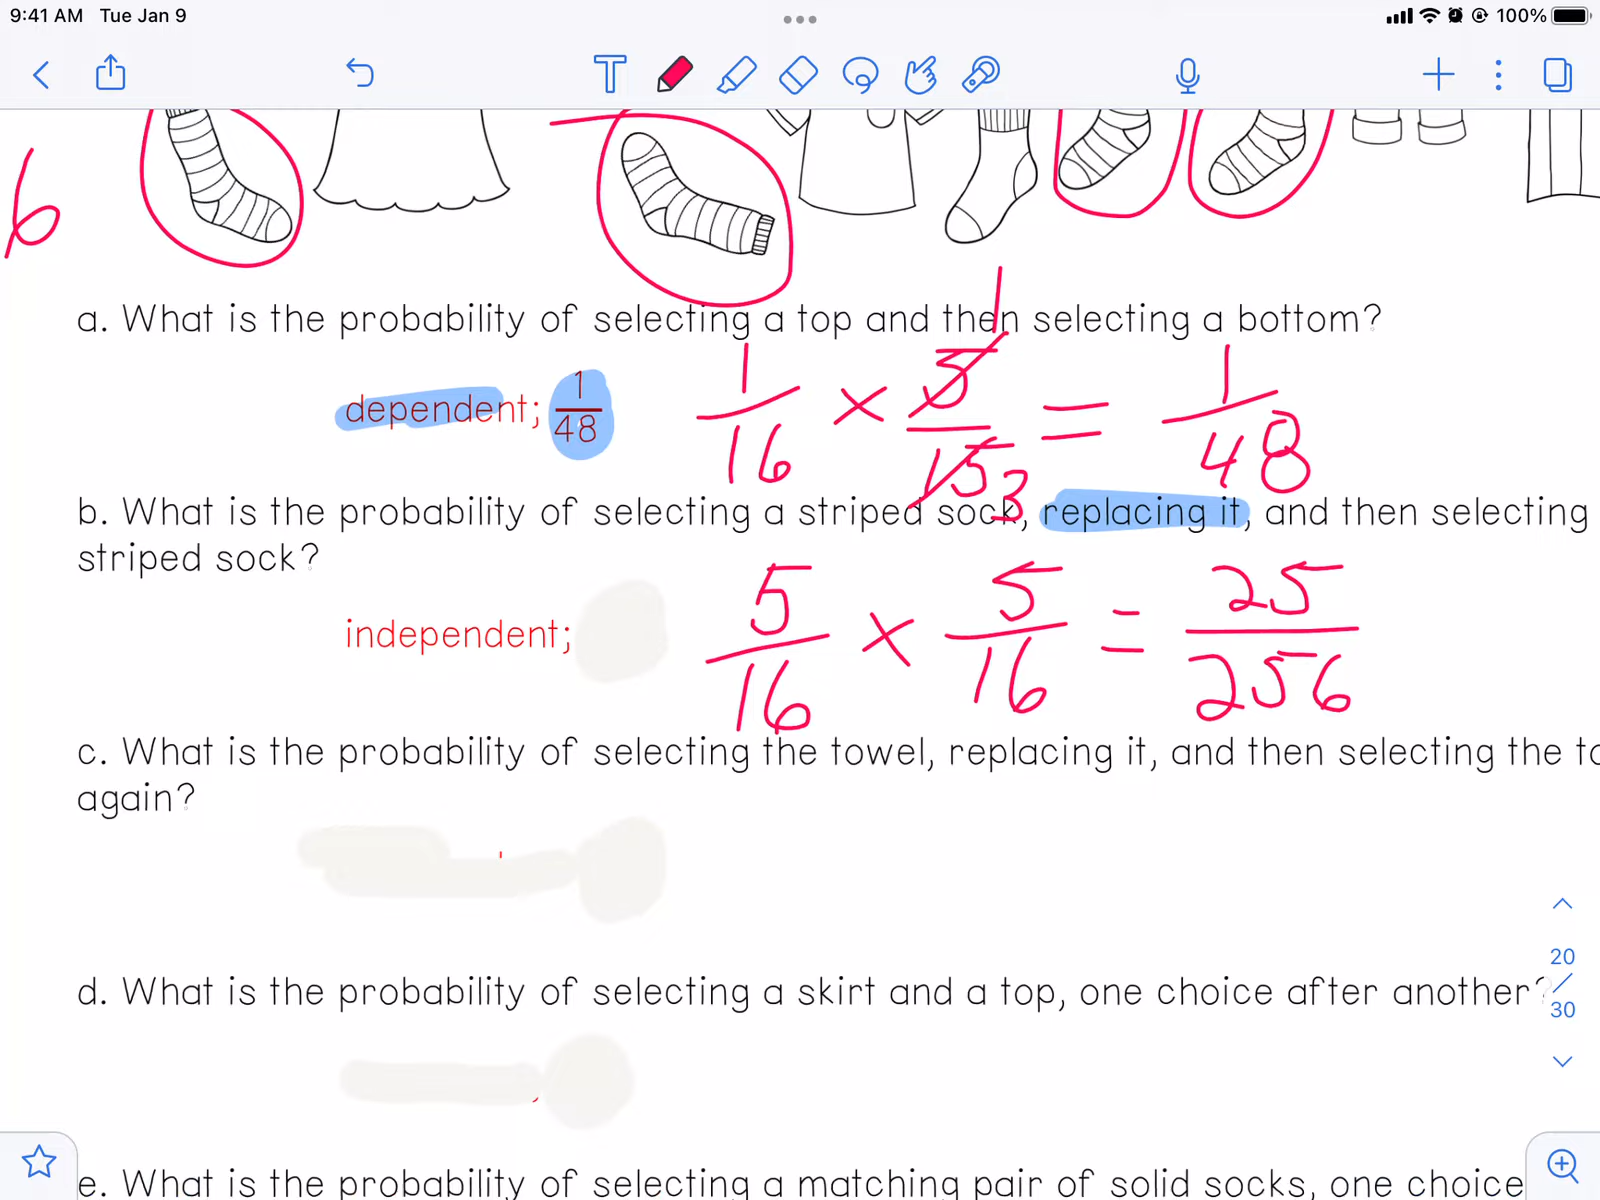 9:41 AM Tue Jan 9
100%
T
6
a. What is the probability of selecting a top and then selecting a bottom?
dependent; 1/48
1/16 × 5/15 = 1/48
1
3
b. What is the probability of selecting a striped sock, replacing it, and then selecting
striped sock?
independent;
5/16 × 5/16 = 25/256
c. What is the probability of selecting the towel, replacing it, and then selecting the to
again?
d. What is the probability of selecting a skirt and a top, one choice after another?
20/30
e. What is the probability of selecting a matching pair of solid socks, one choice